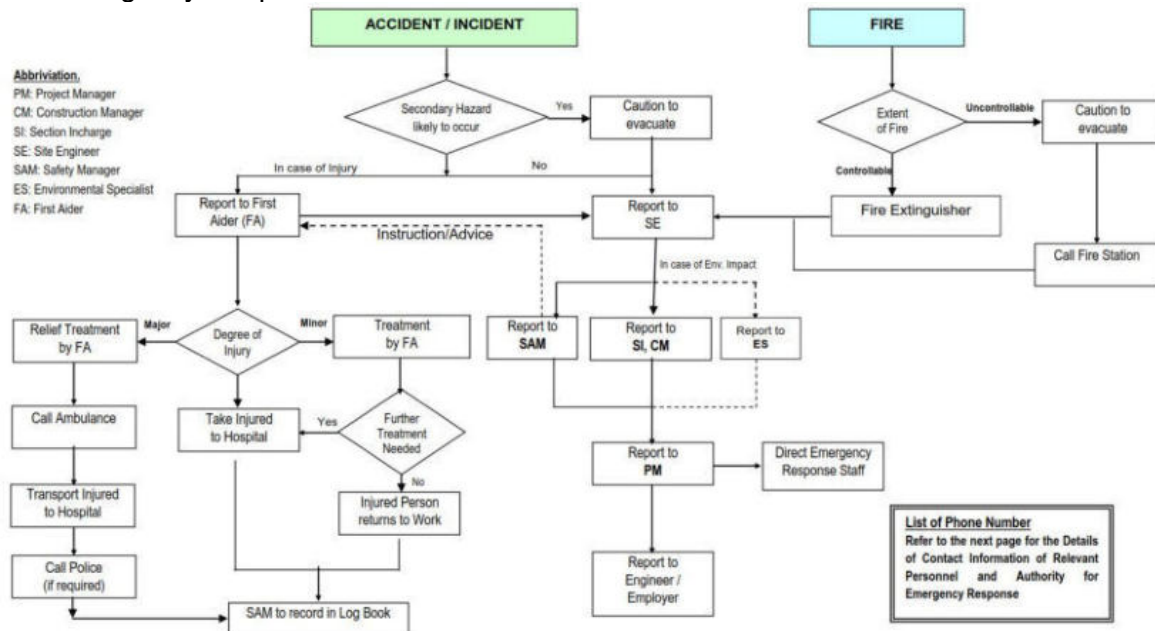 ACCIDENT / INCIDENT
FIRE
Abbriviation.
PM: Project Manager
CM: Construction Manager
SI: Section Incharge
SE: Site Engineer
SAM: Safety Manager
ES: Environmental Specialist
FA: First Aider
Secondary Hazard
likely to occur
Yes
Caution to
evacuate
Extent
of Fire
Uncontrollable
Caution to
evacuate
In case of Injury
No
Controllable
Report to First
Aider (FA)
Report to
SE
Fire Extinguisher
Instruction/Advice
Call Fire Station
In case of Env. Impact
Relief Treatment
by FA
Major
Degree of
Injury
Minor
Treatment
by FA
Report to
SAM
Report to
SI, CM
Report to
ES
Call Ambulance
Take Injured
to Hospital
Yes
Further
Treatment
Needed
Report to
PM
Direct Emergency
Response Staff
No
Transport Injured
to Hospital
Injured Person
returns to Work
List of Phone Number
Refer to the next page for the Details
of Contact Information of Relevant
Personnel and Authority for
Emergency Response
Call Police
(if required)
Report to
Engineer /
Employer
SAM to record in Log Book